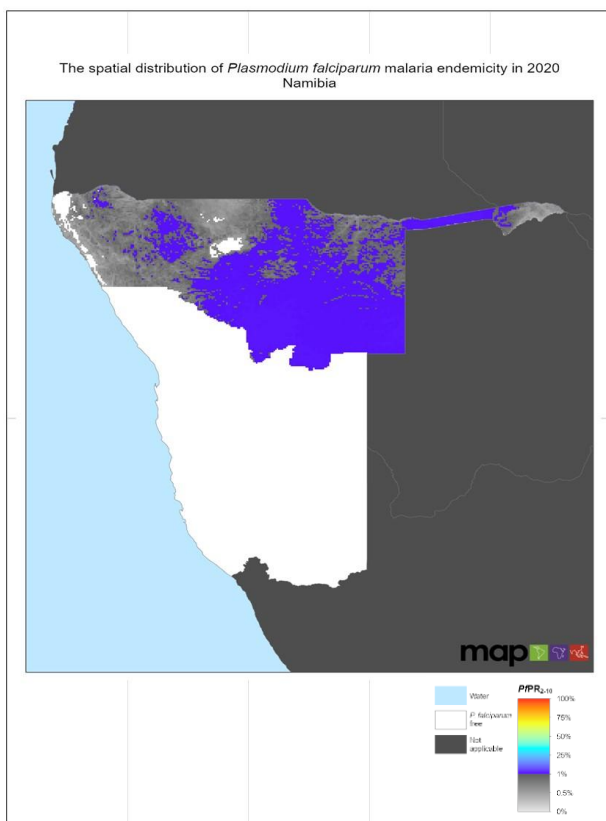 The spatial distribution of Plasmodium falciparum malaria endemicity in 2020
Namibia
map
Water
P. falciparum
free
Not
applicable
PfPR2-10
100%
75%
50%
25%
1%
0.5%
0%